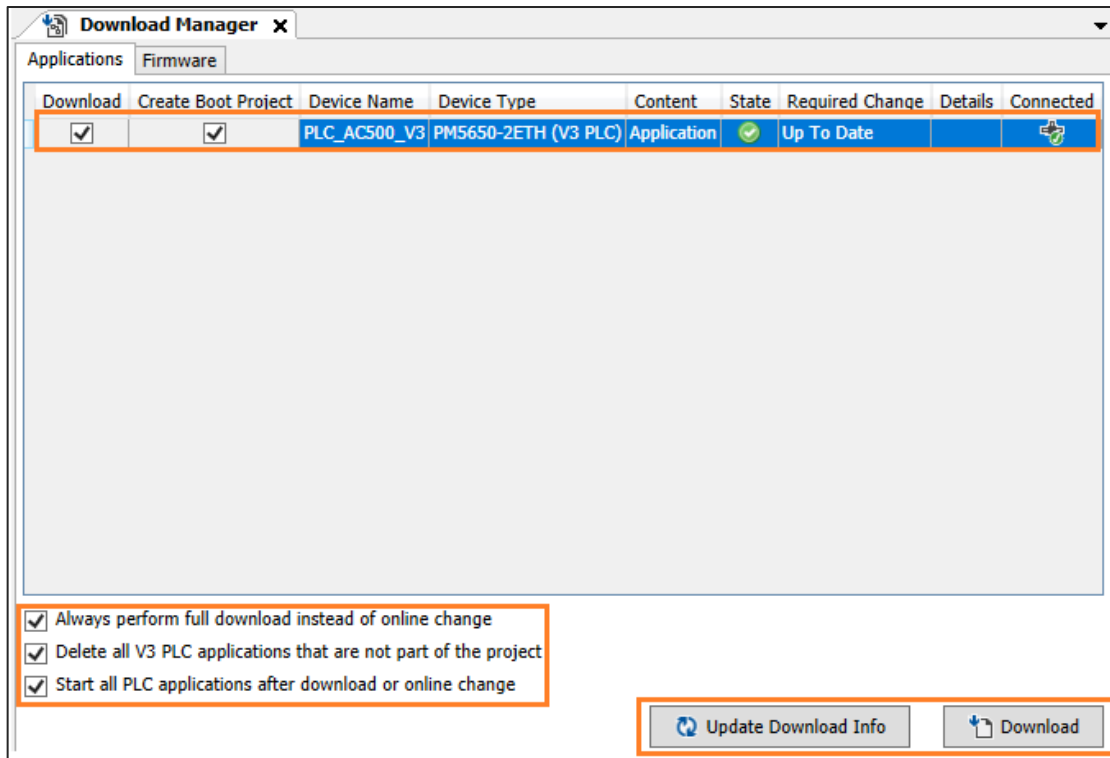 Download Manager
Applications Firmware
Download Create Boot Project Device Name Device Type Content State Required Change Details Connected
PLC_AC500_V3 PM5650-2ETH (V3 PLC) Application Up To Date
Always perform full download instead of online change
Delete all V3 PLC applications that are not part of the project
Start all PLC applications after download or online change
Update Download Info Download